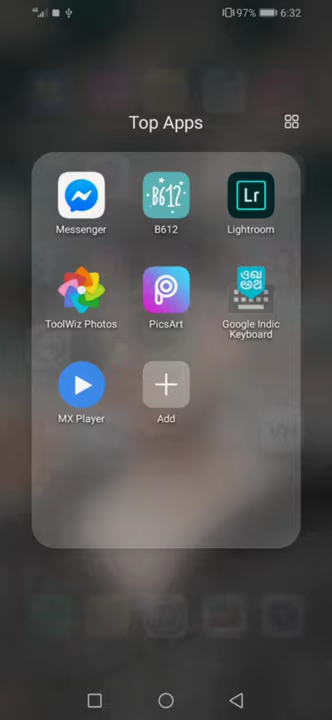 4G 97% 6:32
Top Apps
Messenger
B612
B612
Lr
Lightroom
ToolWiz Photos
PicsArt
Google Indic
Keyboard
MX Player
Add